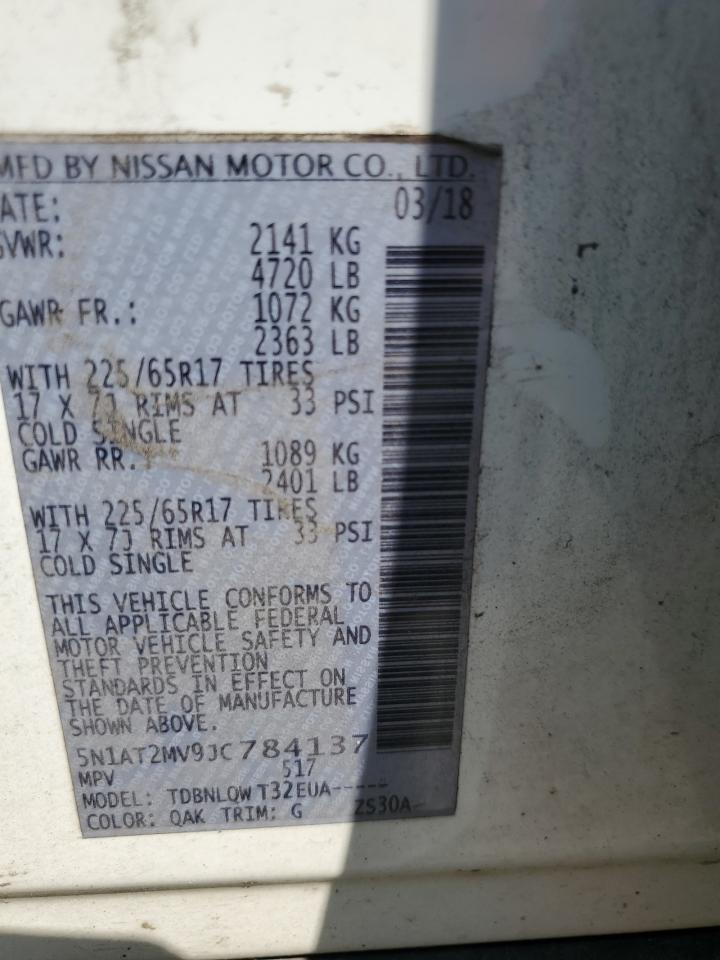 MFD BY NISSAN MOTOR CO., LTD.
ATE: 03/18
GVWR: 2141 KG
4720 LB
GAWR FR.: 1072 KG
2363 LB
WITH 225/65R17 TIRES
17 X 7J RIMS AT 33 PSI
COLD SINGLE
GAWR RR.: 1089 KG
2401 LB
WITH 225/65R17 TIRES
17 X 7J RIMS AT 33 PSI
COLD SINGLE
THIS VEHICLE CONFORMS TO
ALL APPLICABLE FEDERAL
MOTOR VEHICLE SAFETY AND
THEFT PREVENTION
STANDARDS IN EFFECT ON
THE DATE OF MANUFACTURE
SHOWN ABOVE.
5N1AT2MV9JC784137
MPV 517
MODEL: TDBNLQWT32EUA-----
COLOR: QAK TRIM: G ZS30A-